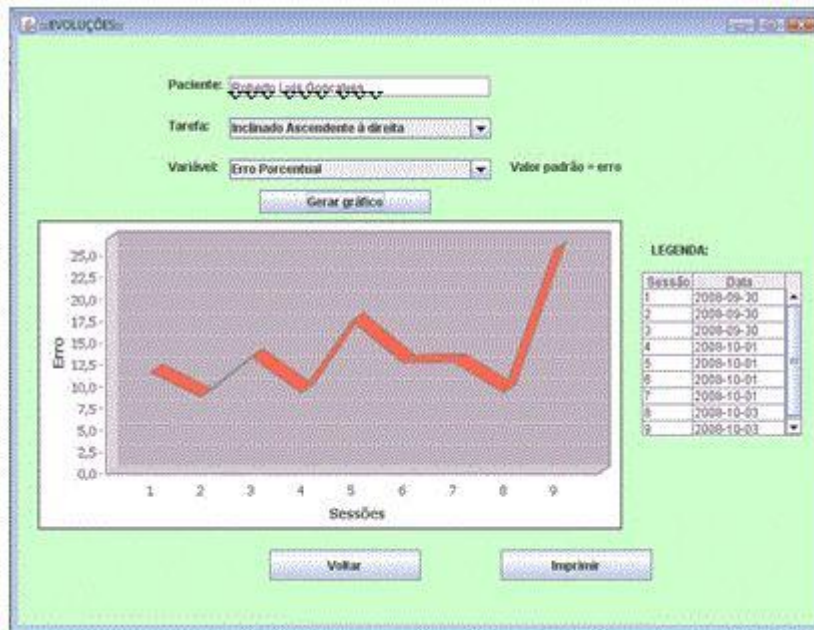 :::EVOLUÇÕES:::
Paciente: Roberto Luis Gonçalves
Tarefa: Inclinado Ascendente à direita
Variável: Erro Porcentual Valor padrão = erro
Gerar gráfico
LEGENDA:
Sessão Data
1 2008-09-30
2 2008-09-30
3 2008-09-30
4 2008-10-01
5 2008-10-01
6 2008-10-01
7 2008-10-01
8 2008-10-03
9 2008-10-03
Erro
25,0
22,5
20,0
17,5
15,0
12,5
10,0
7,5
5,0
2,5
0,0
1 2 3 4 5 6 7 8 9
Sessões
Voltar Imprimir